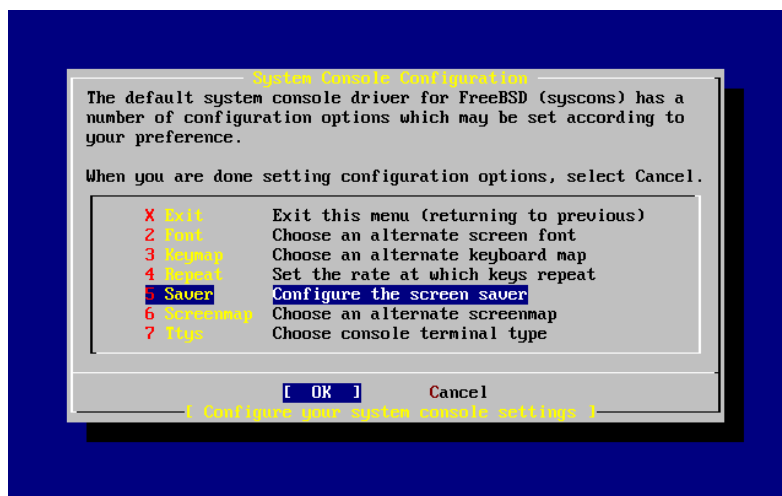 System Console Configuration
The default system console driver for FreeBSD (syscons) has a
number of configuration options which may be set according to
your preference.
When you are done setting configuration options, select Cancel.
X Exit Exit this menu (returning to previous)
2 Font Choose an alternate screen font
3 Keymap Choose an alternate keyboard map
4 Repeat Set the rate at which keys repeat
5 Saver Configure the screen saver
6 Screenmap Choose an alternate screenmap
7 Ttys Choose console terminal type
[ OK ] Cancel
[ Configure your system console settings ]